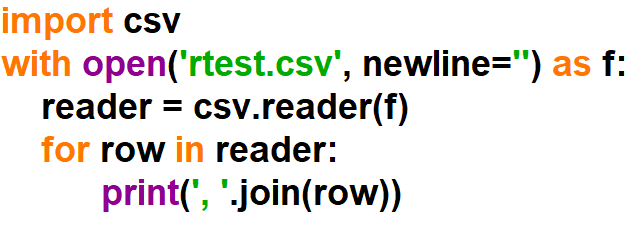 import csv
with open('rtest.csv', newline='') as f:
    reader = csv.reader(f)
    for row in reader:
        print(', '.join(row))